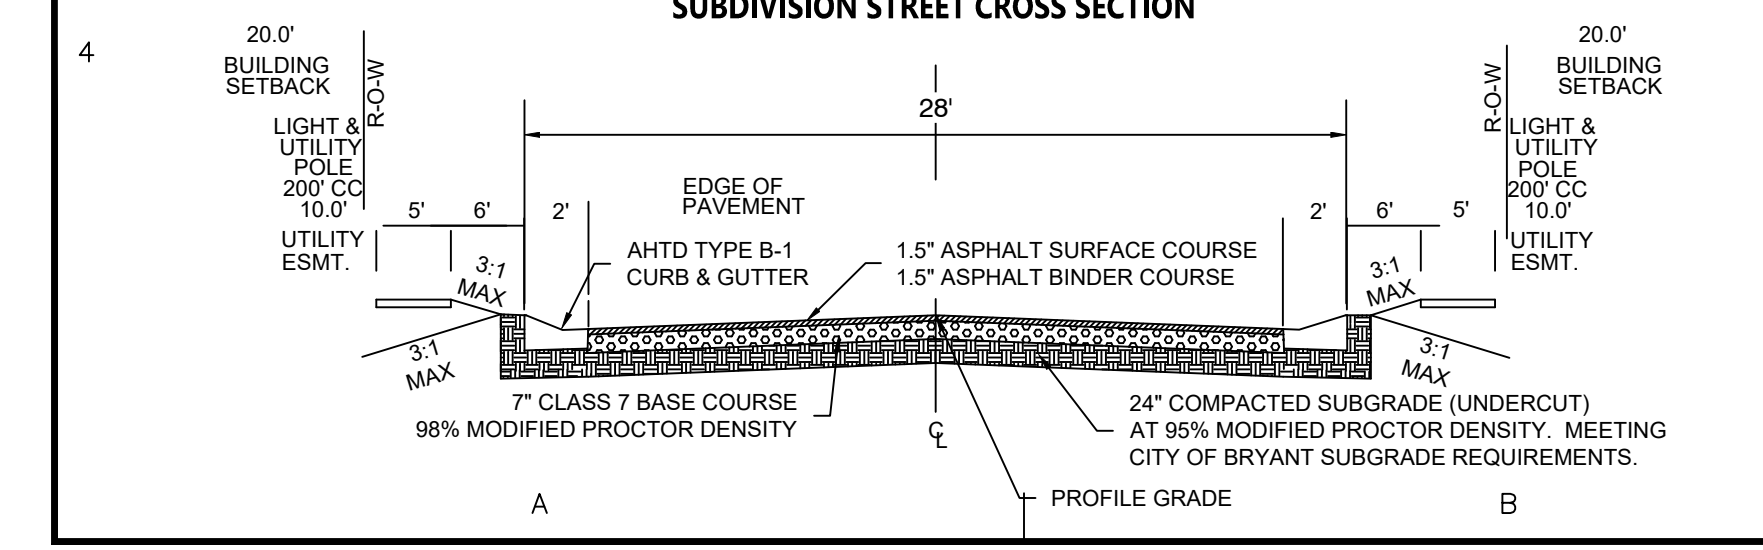 SUBDIVISION STREET CROSS SECTION
4
20.0'
BUILDING
SETBACK
R-O-W
LIGHT &
UTILITY
POLE
200' CC
10.0'
UTILITY
ESMT.
5'
6'
2'
28'
EDGE OF
PAVEMENT
AHTD TYPE B-1
CURB & GUTTER
1.5" ASPHALT SURFACE COURSE
1.5" ASPHALT BINDER COURSE
2'
6'
5'
20.0'
BUILDING
SETBACK
R-O-W
LIGHT &
UTILITY
POLE
200' CC
10.0'
UTILITY
ESMT.
3:1
MAX
3:1
MAX
3:1
MAX
3:1
MAX
7" CLASS 7 BASE COURSE
98% MODIFIED PROCTOR DENSITY
CL
24" COMPACTED SUBGRADE (UNDERCUT)
AT 95% MODIFIED PROCTOR DENSITY. MEETING
CITY OF BRYANT SUBGRADE REQUIREMENTS.
PROFILE GRADE
A
B